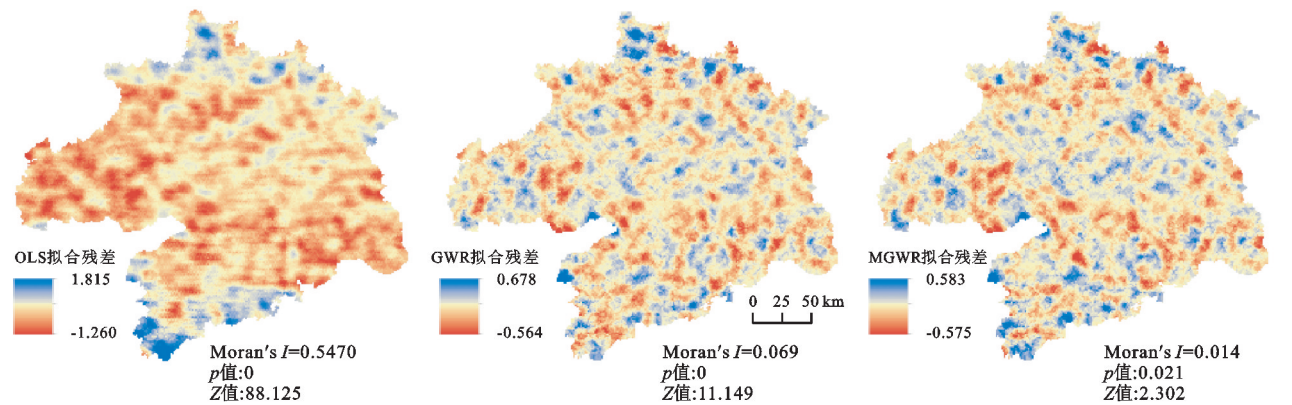 OLS拟合残差
1.815
-1.260
Moran's I=0.5470
p值:0
Z值:88.125
GWR拟合残差
0.678
-0.564
0 25 50 km
Moran's I=0.069
p值:0
Z值:11.149
MGWR拟合残差
0.583
-0.575
Moran's I=0.014
p值:0.021
Z值:2.302